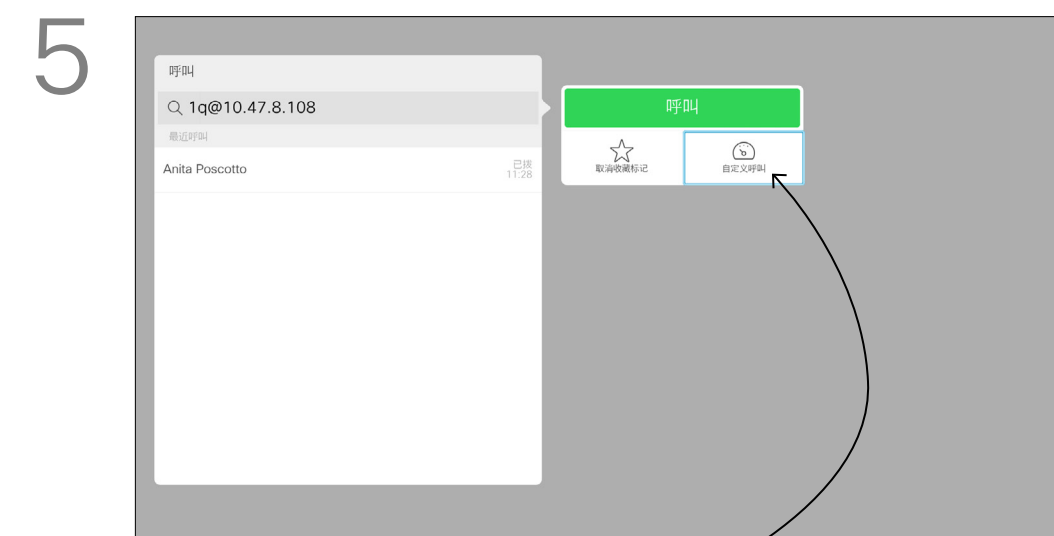 5
呼叫
1q@10.47.8.108
最近呼叫
Anita Poscotto
已拨
11:28
呼叫
取消收藏标记
自定义呼叫